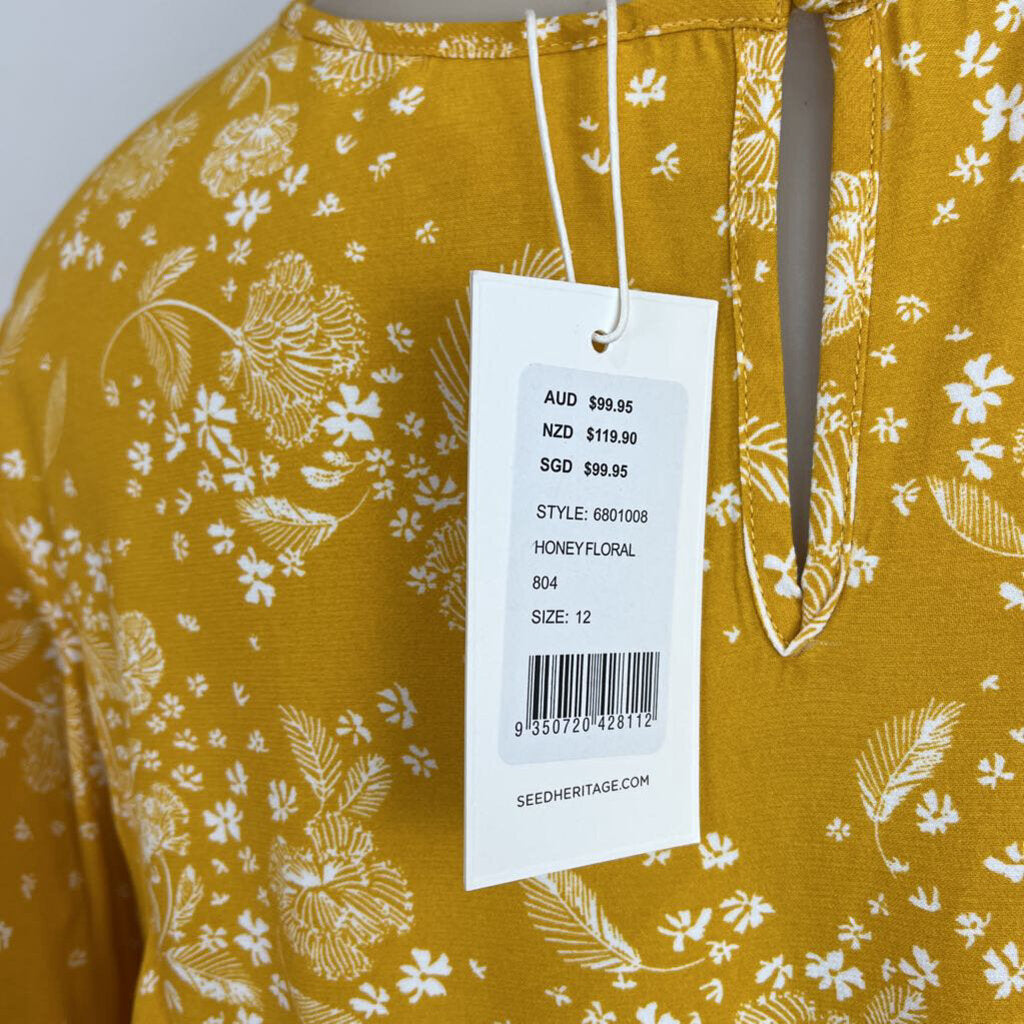 AUD $99.95
NZD $119.90
SGD $99.95
STYLE: 6801008
HONEY FLORAL
804
SIZE: 12
9 350720 428112
SEEDHERITAGE.COM